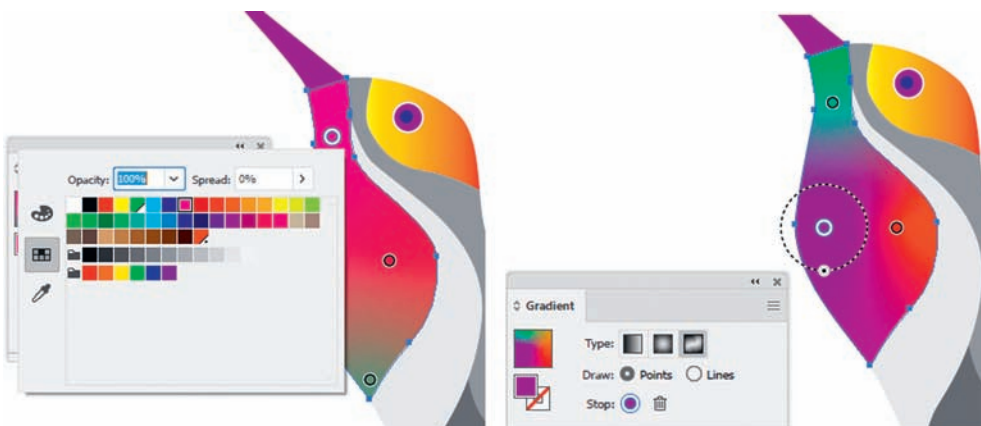 Opacity: 100% Spread: 0%
Gradient
Type:
Draw: Points Lines
Stop: